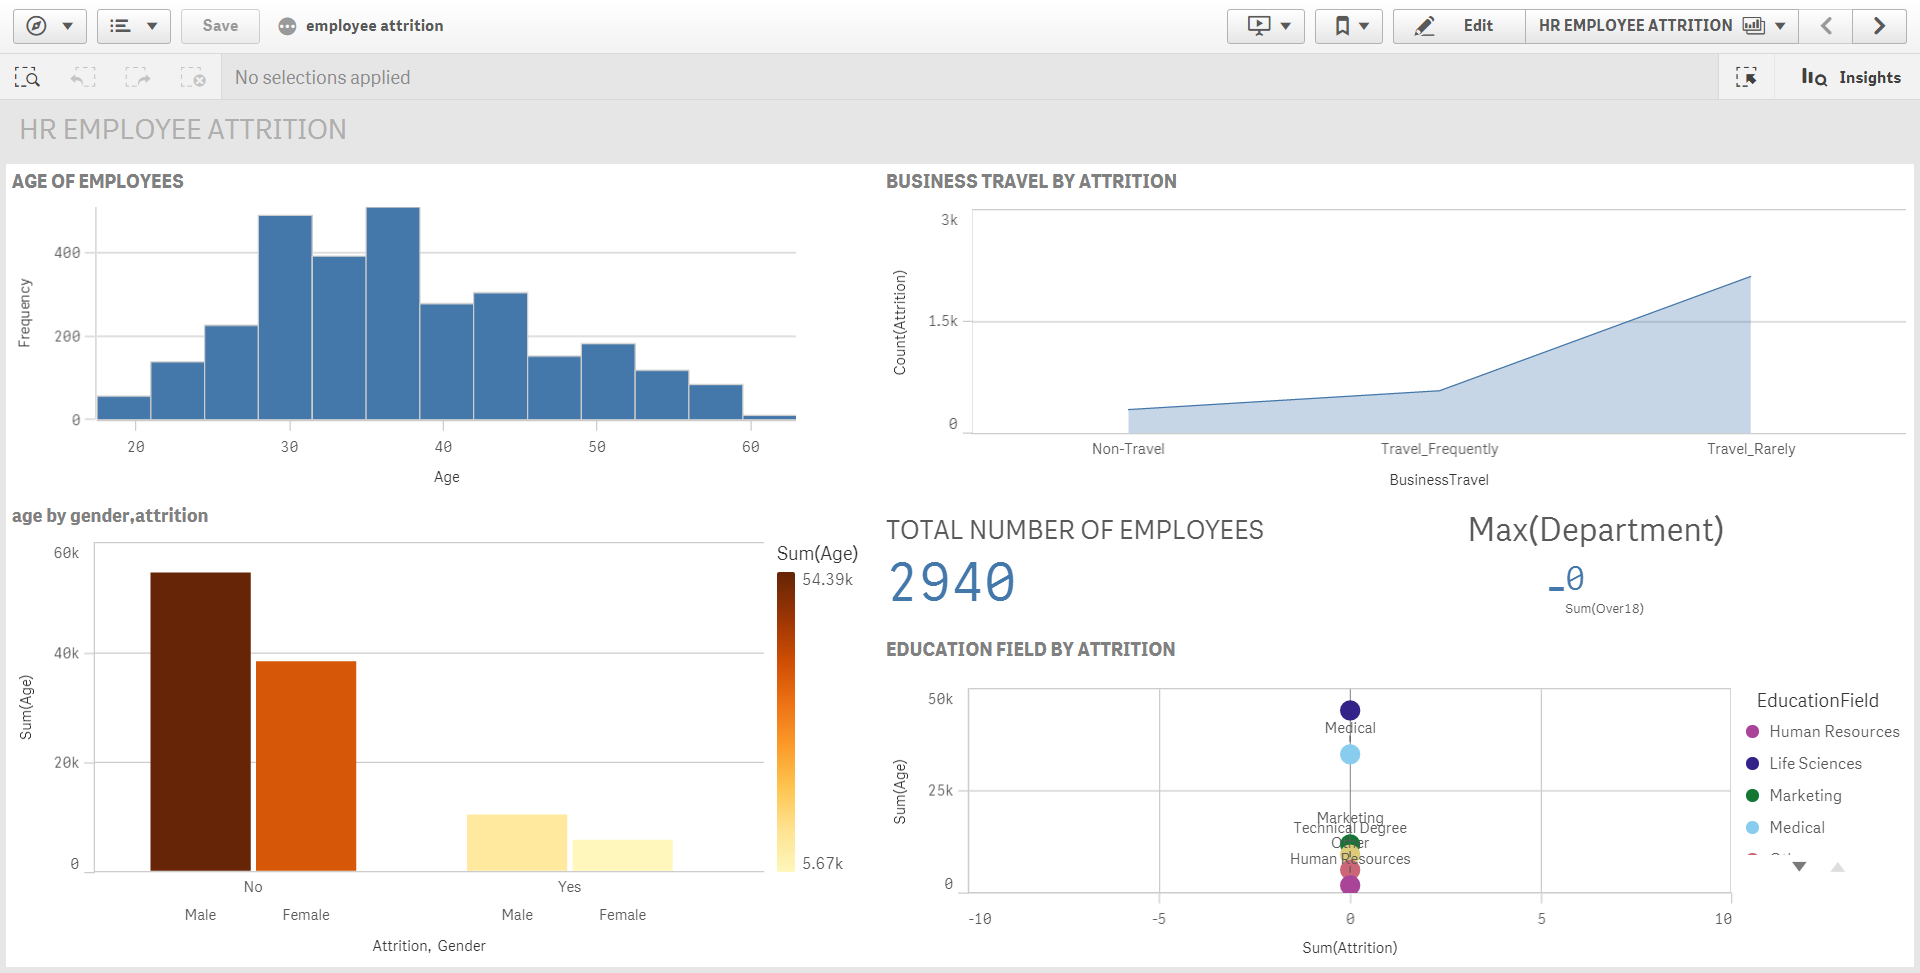 Save
employee attrition
Edit
HR EMPLOYEE ATTRITION
No selections applied
Insights
HR EMPLOYEE ATTRITION
AGE OF EMPLOYEES
Frequency
400
200
0
20 30 40 50 60
Age
BUSINESS TRAVEL BY ATTRITION
Count(Attrition)
3k
1.5k
0
Non-Travel Travel_Frequently Travel_Rarely
BusinessTravel
age by gender,attrition
Sum(Age)
60k
40k
20k
0
No Yes
Male Female Male Female
Attrition, Gender
Sum(Age)
54.39k
5.67k
TOTAL NUMBER OF EMPLOYEES
2940
Max(Department)
-0
Sum(Over18)
EDUCATION FIELD BY ATTRITION
Sum(Age)
50k
25k
0
Medical
Marketing
Technical Degree
Other
Human Resources
-10 -5 0 5 10
Sum(Attrition)
EducationField
Human Resources
Life Sciences
Marketing
Medical